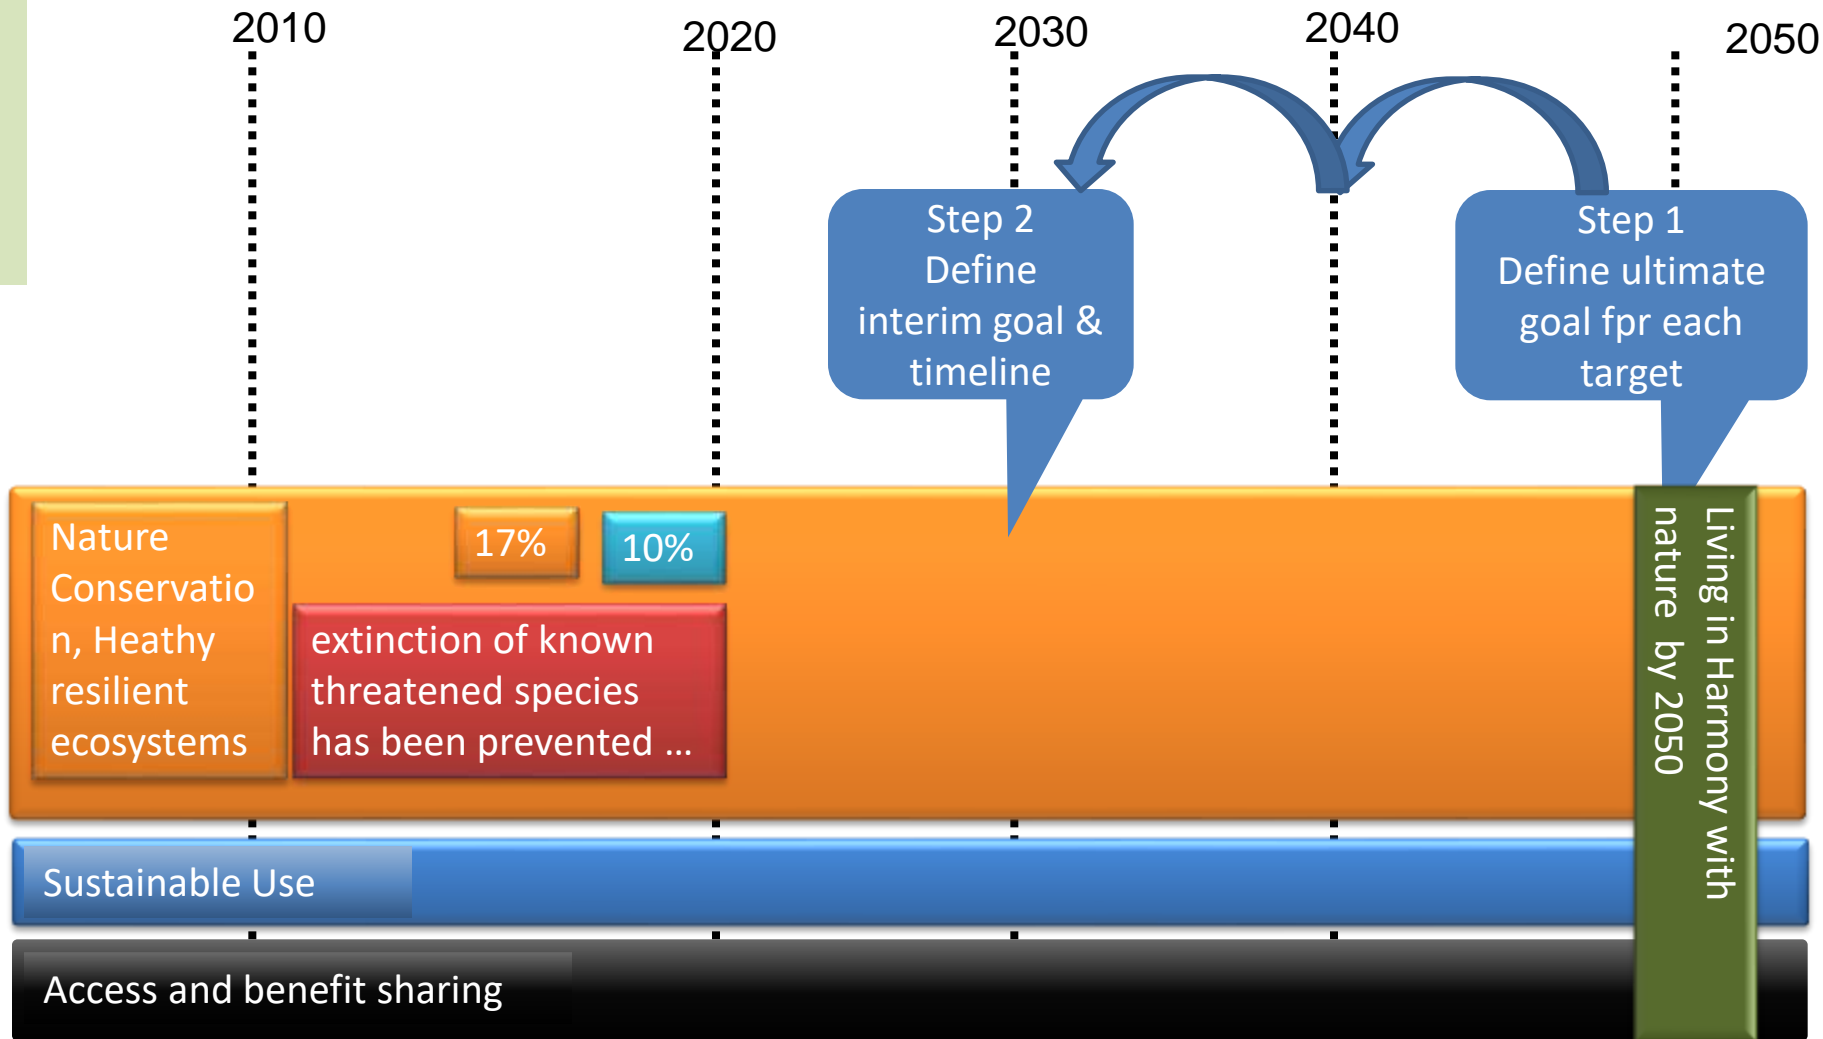 2010
2020
2030
2040
2050
Step 2
Define
interim goal &
timeline
Step 1
Define ultimate
goal fpr each
target
Nature
Conservatio
n, Heathy
resilient
ecosystems
17%
10%
extinction of known
threatened species
has been prevented ...
Living in Harmony with
nature by 2050
Sustainable Use
Access and benefit sharing